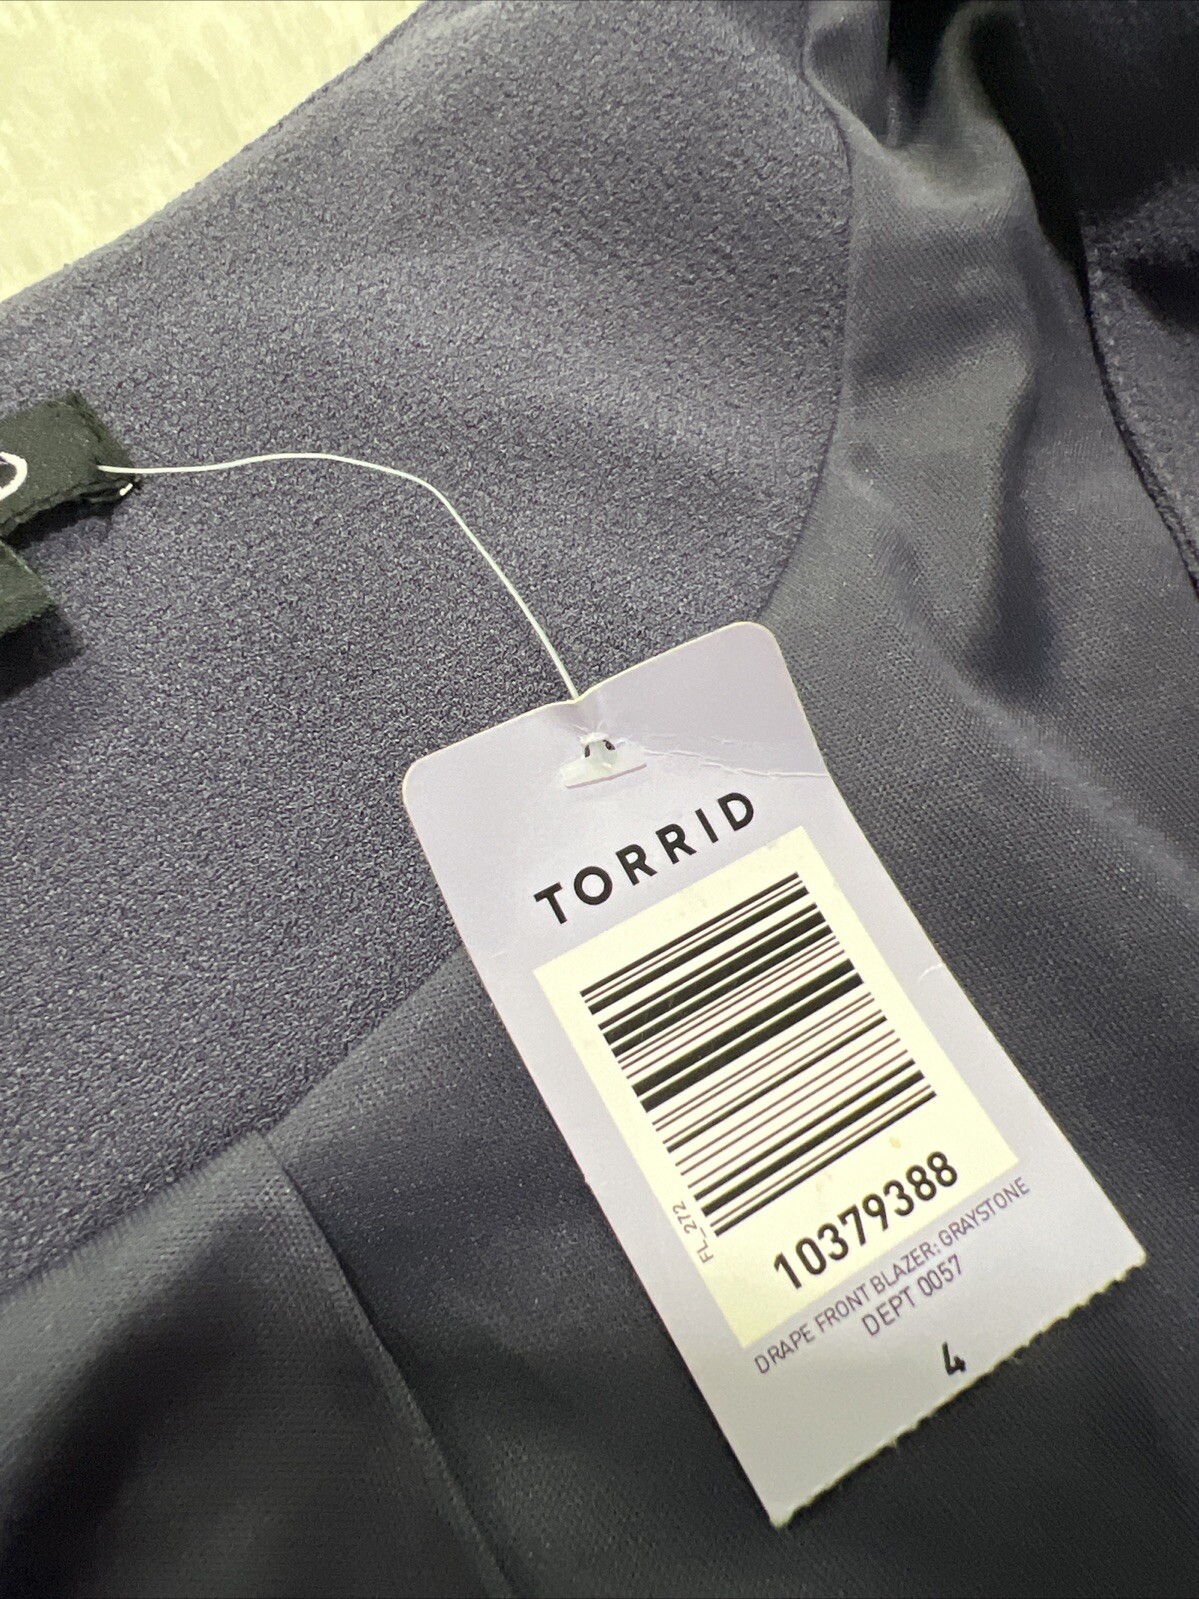 TORRID
FL_272
10379388
DRAPE FRONT BLAZER: GRAYSTONE
DEPT 0057
4